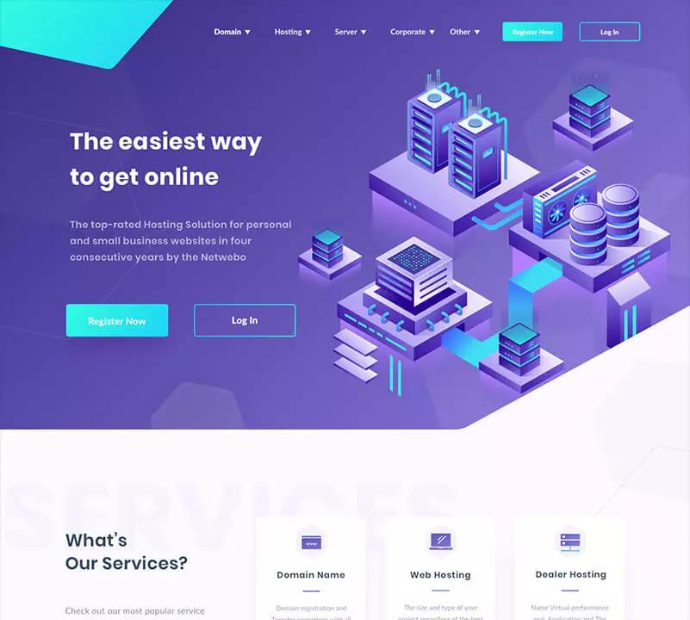 Domain
Hosting
Server
Corporate
Other
Register Now
Log In
The easiest way
to get online
The top-rated Hosting Solution for personal
and small business websites in four
consecutive years by the Netwebo
Register Now
Log In
SERVICES
What's
Our Services?
Check out our most popular service
Domain Name
Domain registration and
Web Hosting
The size and type of your
Dealer Hosting
Name Virtual performance